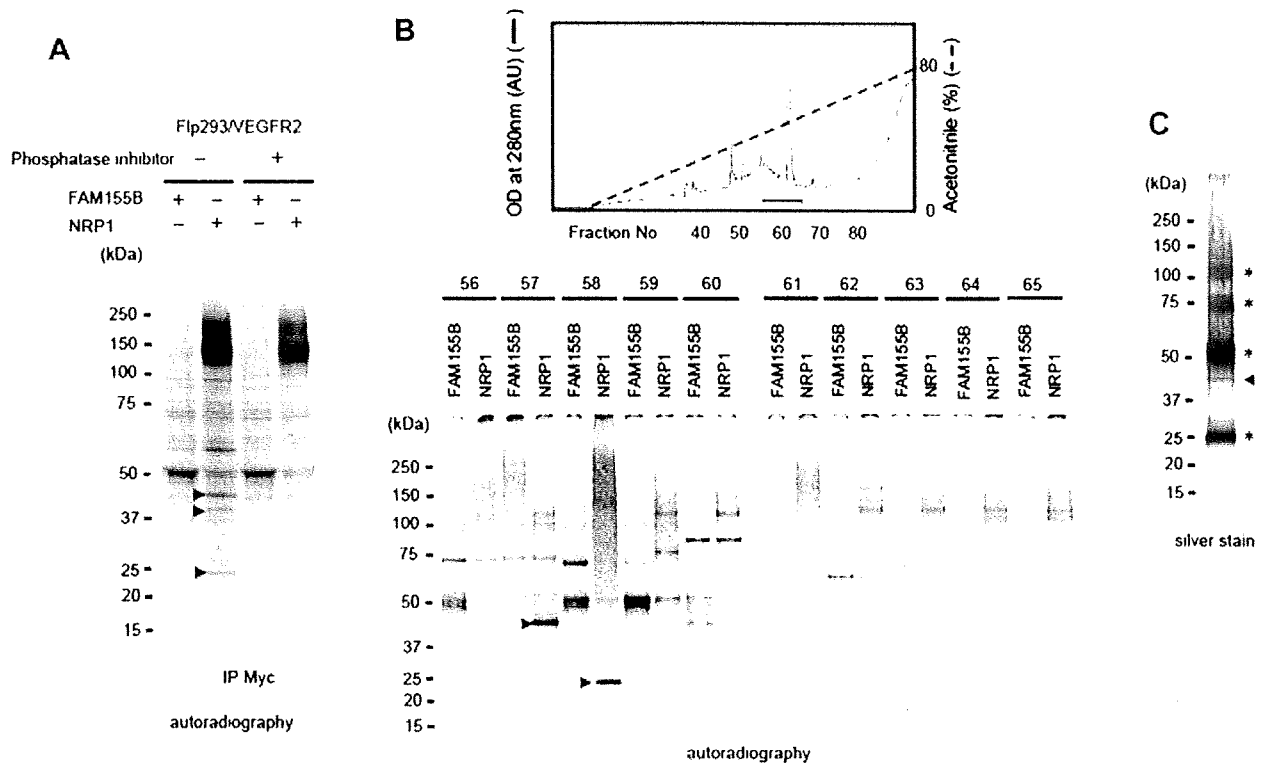 A
Flp293/VEGFR2
Phosphatase inhibitor – +
FAM155B + – + –
NRP1 – + – +
(kDa)
250
150
100
75
50
37
25
20
15
IP Myc
autoradiography
B
OD at 280nm (AU) (—)
80
0
Acetonitrile (%) (– –)
Fraction No 40 50 60 70 80
56 57 58 59 60 61 62 63 64 65
FAM155B NRP1 FAM155B NRP1 FAM155B NRP1 FAM155B NRP1 FAM155B NRP1 FAM155B NRP1 FAM155B NRP1 FAM155B NRP1 FAM155B NRP1 FAM155B NRP1
(kDa)
250
150
100
75
50
37
25
20
15
autoradiography
C
(kDa)
250
150
100 *
75 *
50 *
37
25 *
20
15
silver stain